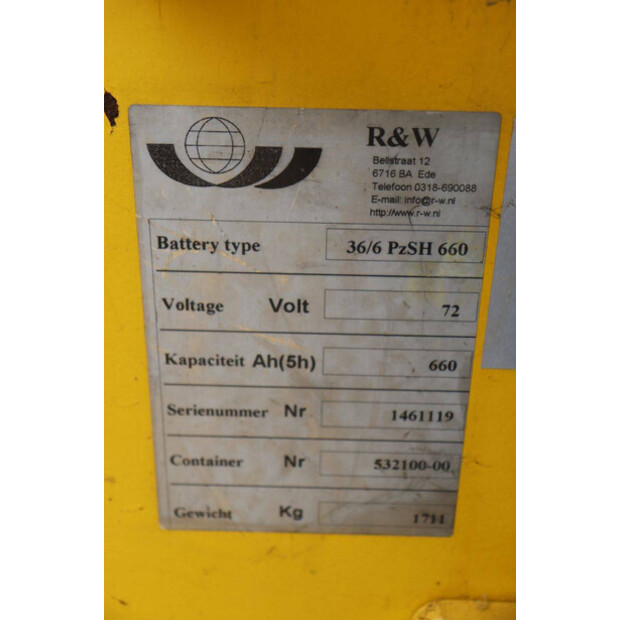 R&W
Bellstraat 12
6716 BA Ede
Telefoon 0318-690088
E-mail: info@r-w.nl
http://www.r-w.nl
Battery type 36/6 PzSH 660
Voltage Volt 72
Kapaciteit Ah(5h) 660
Serienummer Nr 1461119
Container Nr 532100-00
Gewicht Kg 1711